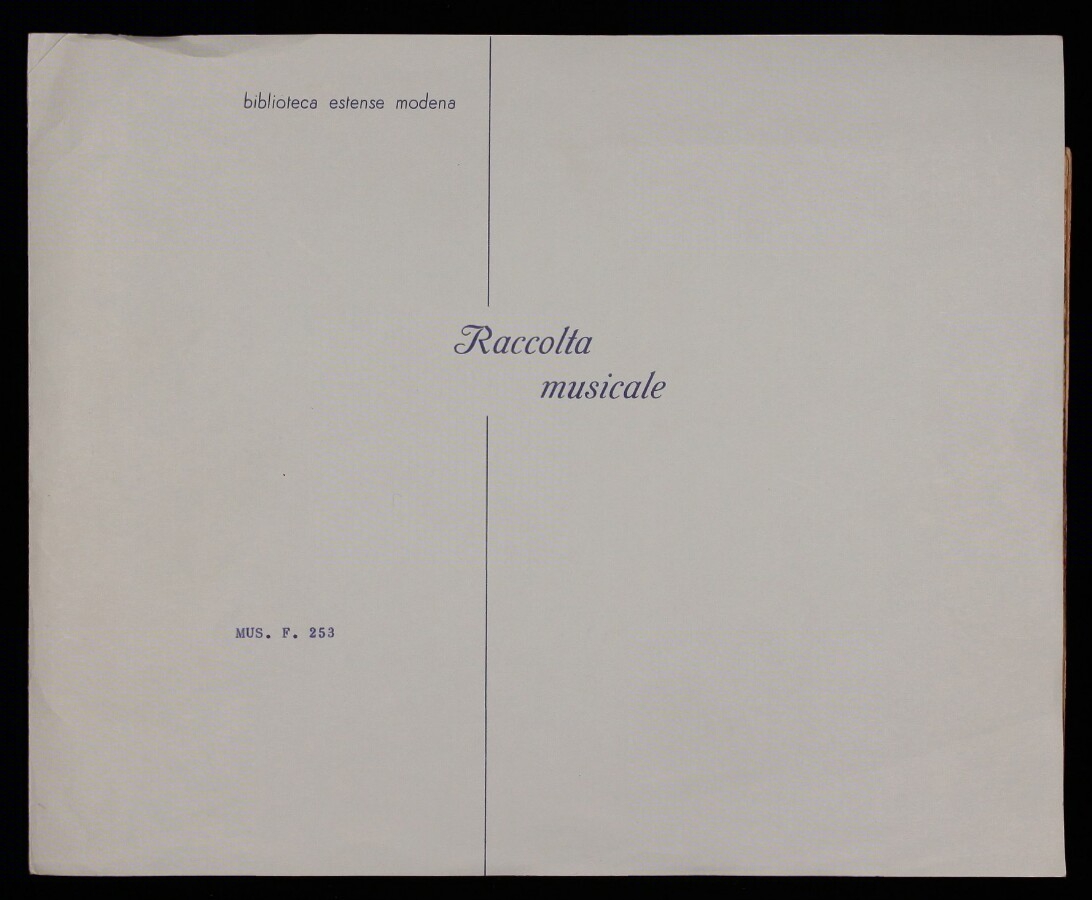 biblioteca estense modena
Raccolta
musicale
MUS. F. 253